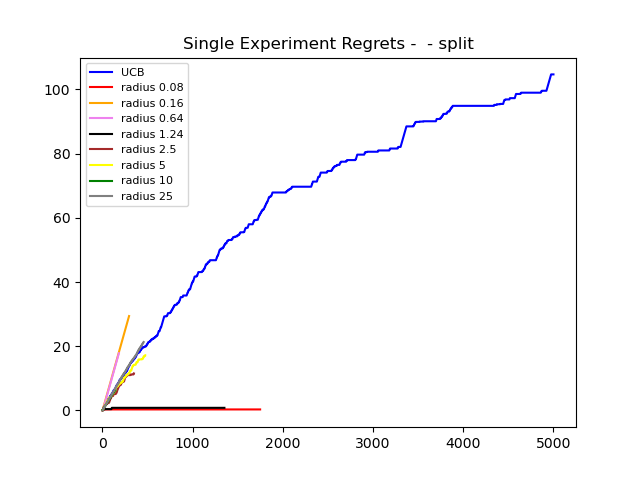 Single Experiment Regrets -  - split
UCB
radius 0.08
radius 0.16
radius 0.64
radius 1.24
radius 2.5
radius 5
radius 10
radius 25
100
80
60
40
20
0
0 1000 2000 3000 4000 5000